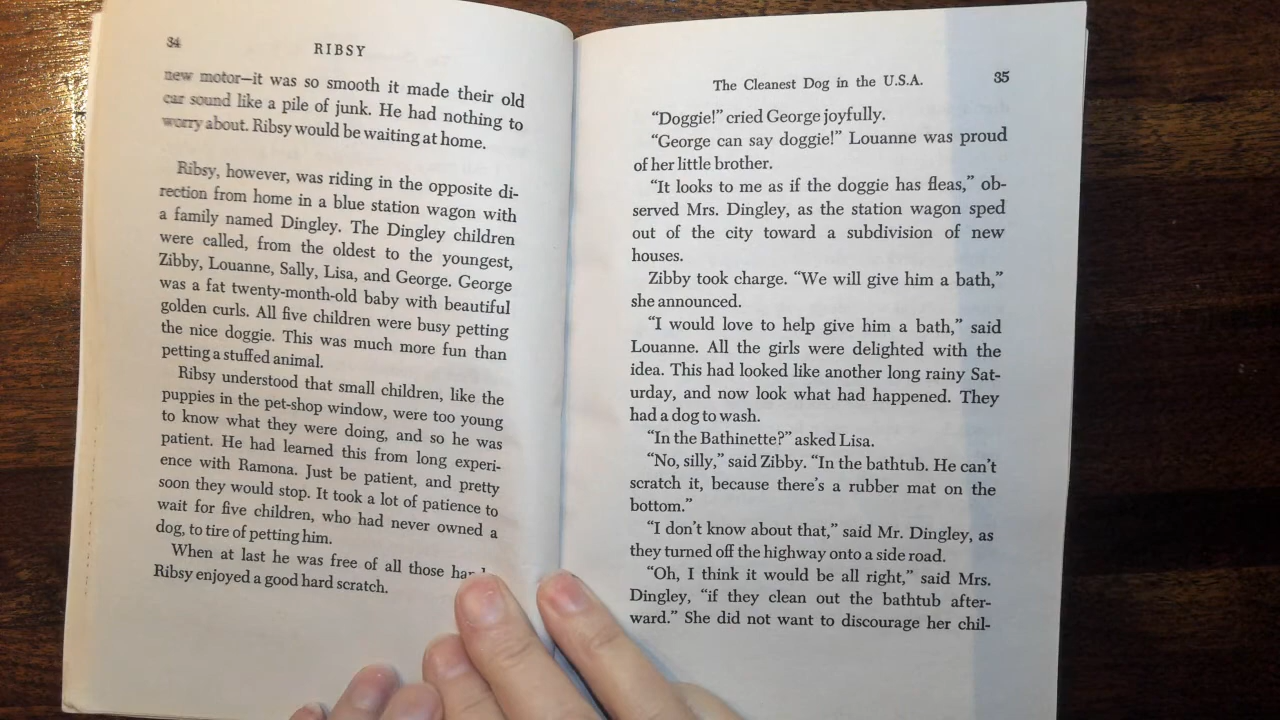 34
RIBSY
new motor—it was so smooth it made their old
car sound like a pile of junk. He had nothing to
worry about. Ribsy would be waiting at home.
Ribsy, however, was riding in the opposite di-
rection from home in a blue station wagon with
a family named Dingley. The Dingley children
were called, from the oldest to the youngest,
Zibby, Louanne, Sally, Lisa, and George. George
was a fat twenty-month-old baby with beautiful
golden curls. All five children were busy petting
the nice doggie. This was much more fun than
petting a stuffed animal.
Ribsy understood that small children, like the
puppies in the pet-shop window, were too young
to know what they were doing, and so he was
patient. He had learned this from long experi-
ence with Ramona. Just be patient, and pretty
soon they would stop. It took a lot of patience to
wait for five children, who had never owned a
dog, to tire of petting him.
When at last he was free of all those
Ribsy enjoyed a good hard scratch.
The Cleanest Dog in the U.S.A.
35
“Doggie!” cried George joyfully.
“George can say doggie!” Louanne was proud
of her little brother.
“It looks to me as if the doggie has fleas,” ob-
served Mrs. Dingley, as the station wagon sped
out of the city toward a subdivision of new
houses.
Zibby took charge. “We will give him a bath,”
she announced.
“I would love to help give him a bath,” said
Louanne. All the girls were delighted with the
idea. This had looked like another long rainy Sat-
urday, and now look what had happened. They
had a dog to wash.
“In the Bathinette?” asked Lisa.
“No, silly,” said Zibby. “In the bathtub. He can't
scratch it, because there's a rubber mat on the
bottom.”
“I don't know about that,” said Mr. Dingley, as
they turned off the highway onto a side road.
“Oh, I think it would be all right,” said Mrs.
Dingley, “if they clean out the bathtub after-
ward.” She did not want to discourage her chil-